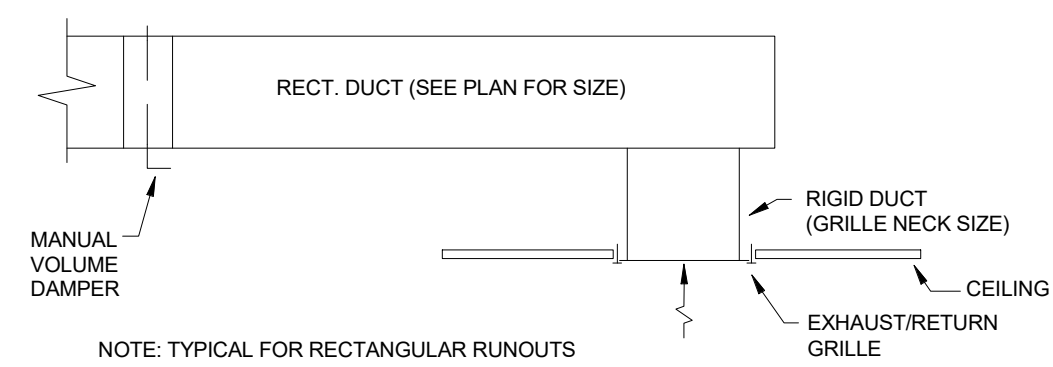 RECT. DUCT (SEE PLAN FOR SIZE)
RIGID DUCT
(GRILLE NECK SIZE)
MANUAL
VOLUME
DAMPER
CEILING
EXHAUST/RETURN
GRILLE
NOTE: TYPICAL FOR RECTANGULAR RUNOUTS